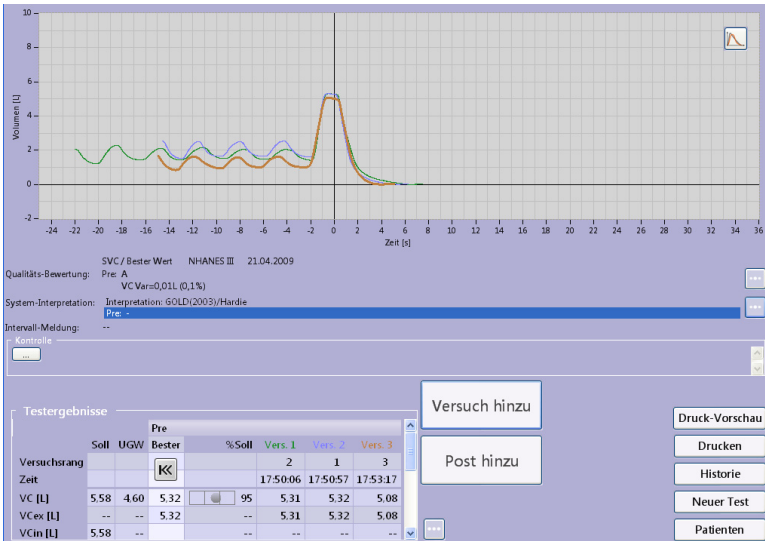 10
8
6
4
2
0
-2
Volumen [L]
-24 -22 -20 -18 -16 -14 -12 -10 -8 -6 -4 -2 0 2 4 6 8 10 12 14 16 18 20 22 24 26 28 30 32 34 36
Zeit [s]
SVC / Bester Wert NHANES III 21.04.2009
Qualitäts-Bewertung: Pre: A
VC Var=0,01L (0,1%)
...
System-Interpretation: Interpretation: GOLD(2003)/Hardie
Pre: -
...
Intervall-Meldung: --
Kontrolle
...
Testergebnisse
Pre
Soll UGW Bester %Soll Vers. 1 Vers. 2 Vers. 3
Versuchsrang 2 1 3
Zeit 17:50:06 17:50:57 17:53:17
VC [L] 5,58 4,60 5,32 95 5,31 5,32 5,08
VCex [L] -- -- 5,32 -- 5,31 5,32 5,08
VCin [L] 5,58 -- -- -- -- --
Versuch hinzu
Post hinzu
...
Druck-Vorschau
Drucken
Historie
Neuer Test
Patienten